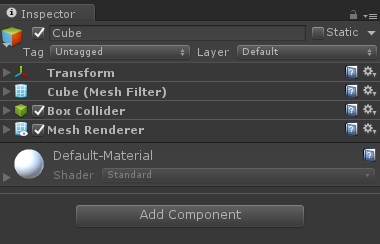 Inspector
Cube Static
Tag Untagged Layer Default
Transform
Cube (Mesh Filter)
Box Collider
Mesh Renderer
Default-Material
Shader Standard
Add Component